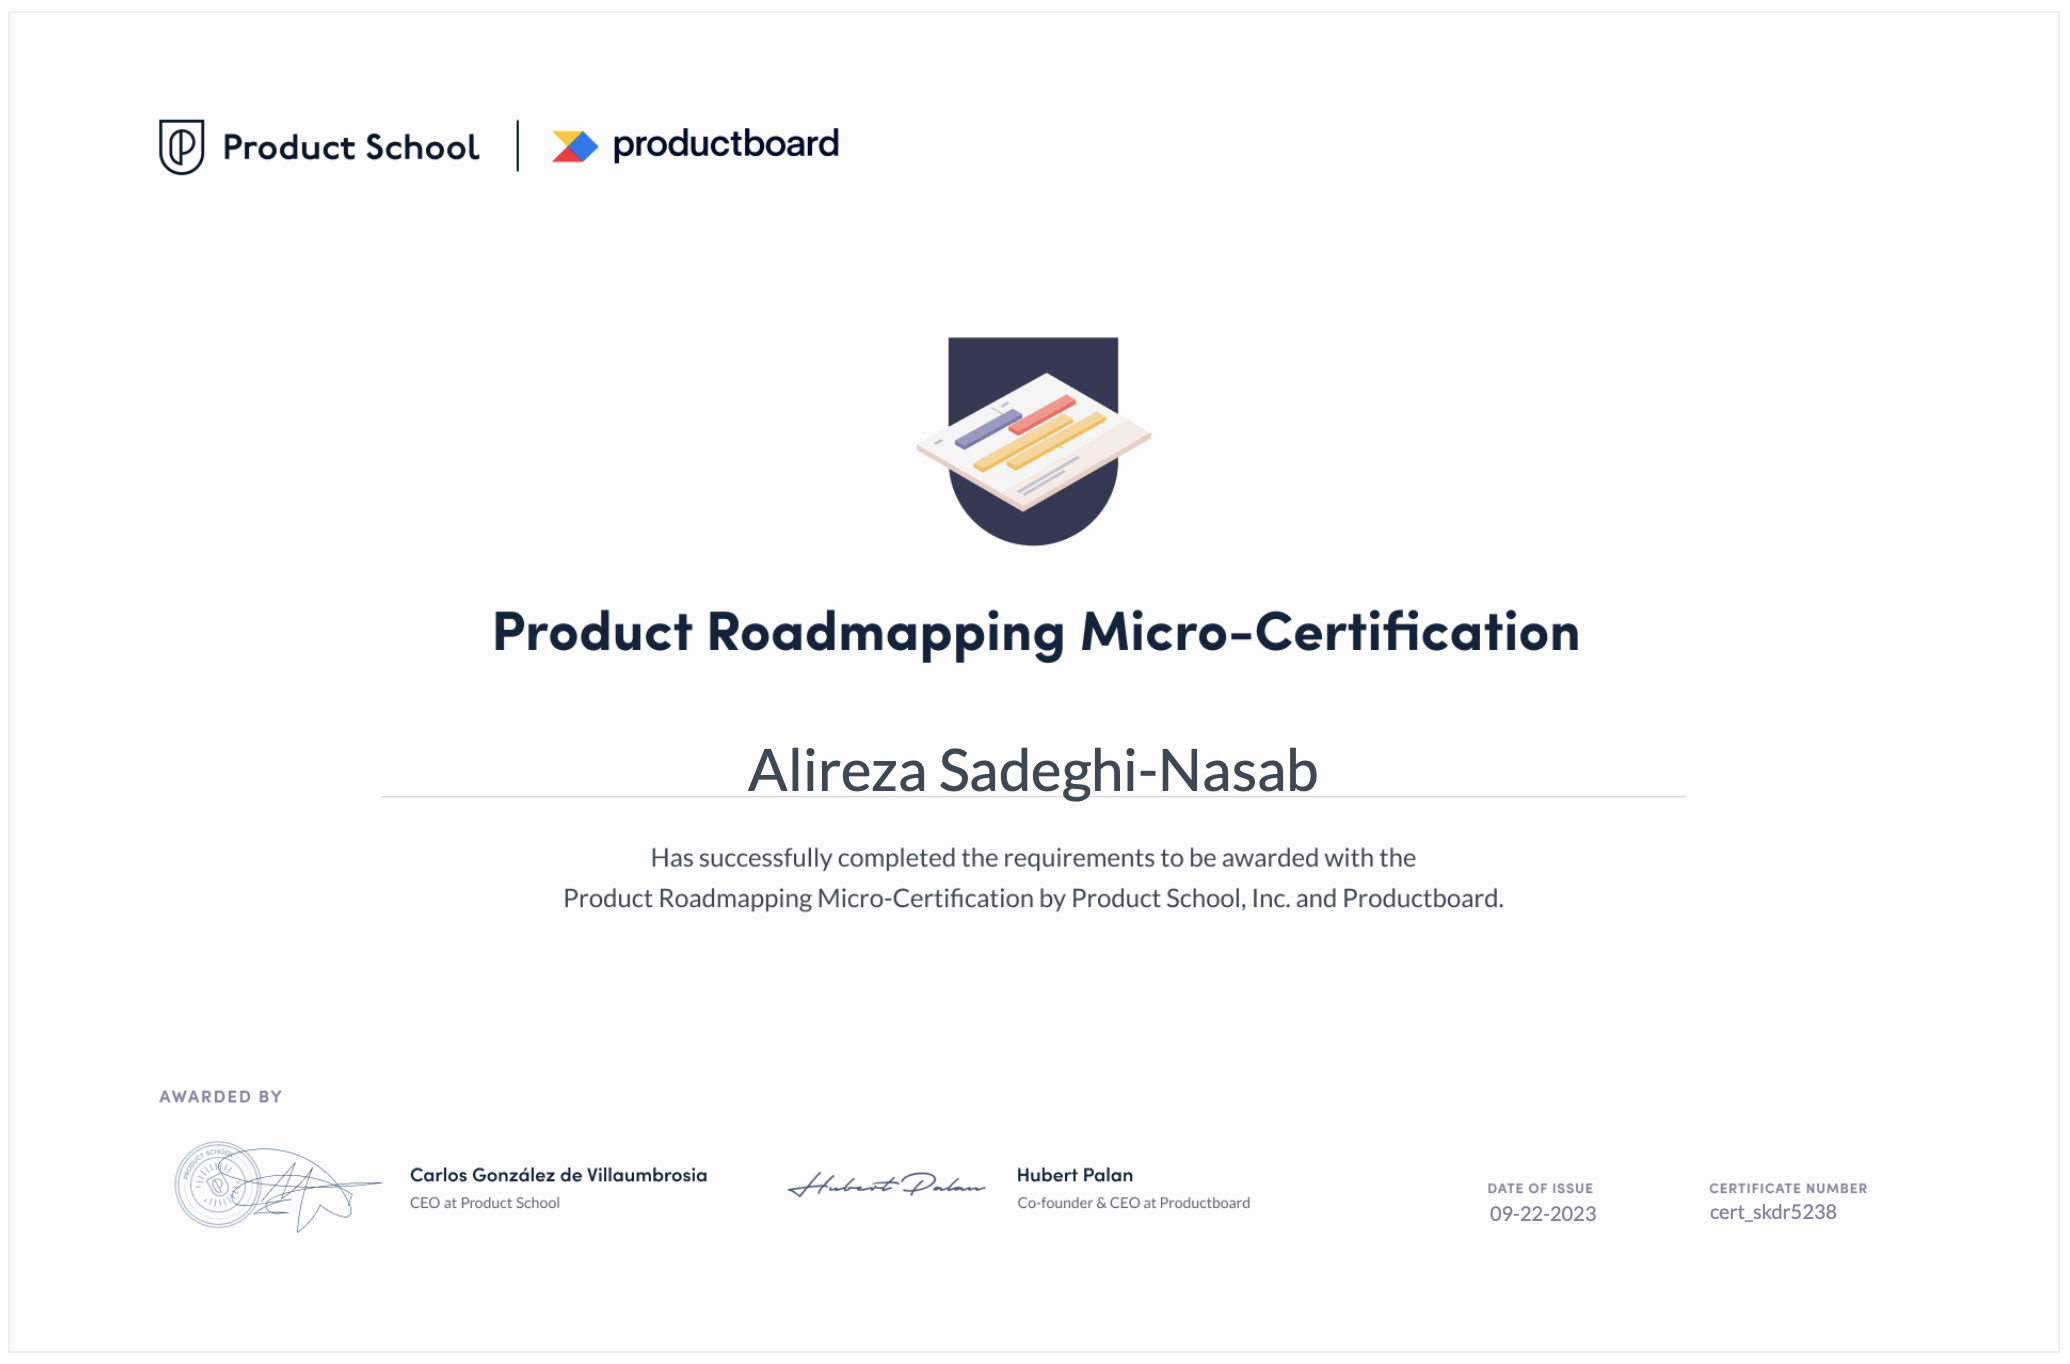 Product School | productboard
Product Roadmapping Micro-Certification
Alireza Sadeghi-Nasab
Has successfully completed the requirements to be awarded with the
Product Roadmapping Micro-Certification by Product School, Inc. and Productboard.
AWARDED BY
PRODUCT SCHOOL
Carlos González de Villaumbrosia
CEO at Product School
Hubert Palan
Hubert Palan
Co-founder & CEO at Productboard
DATE OF ISSUE
09-22-2023
CERTIFICATE NUMBER
cert_skdr5238